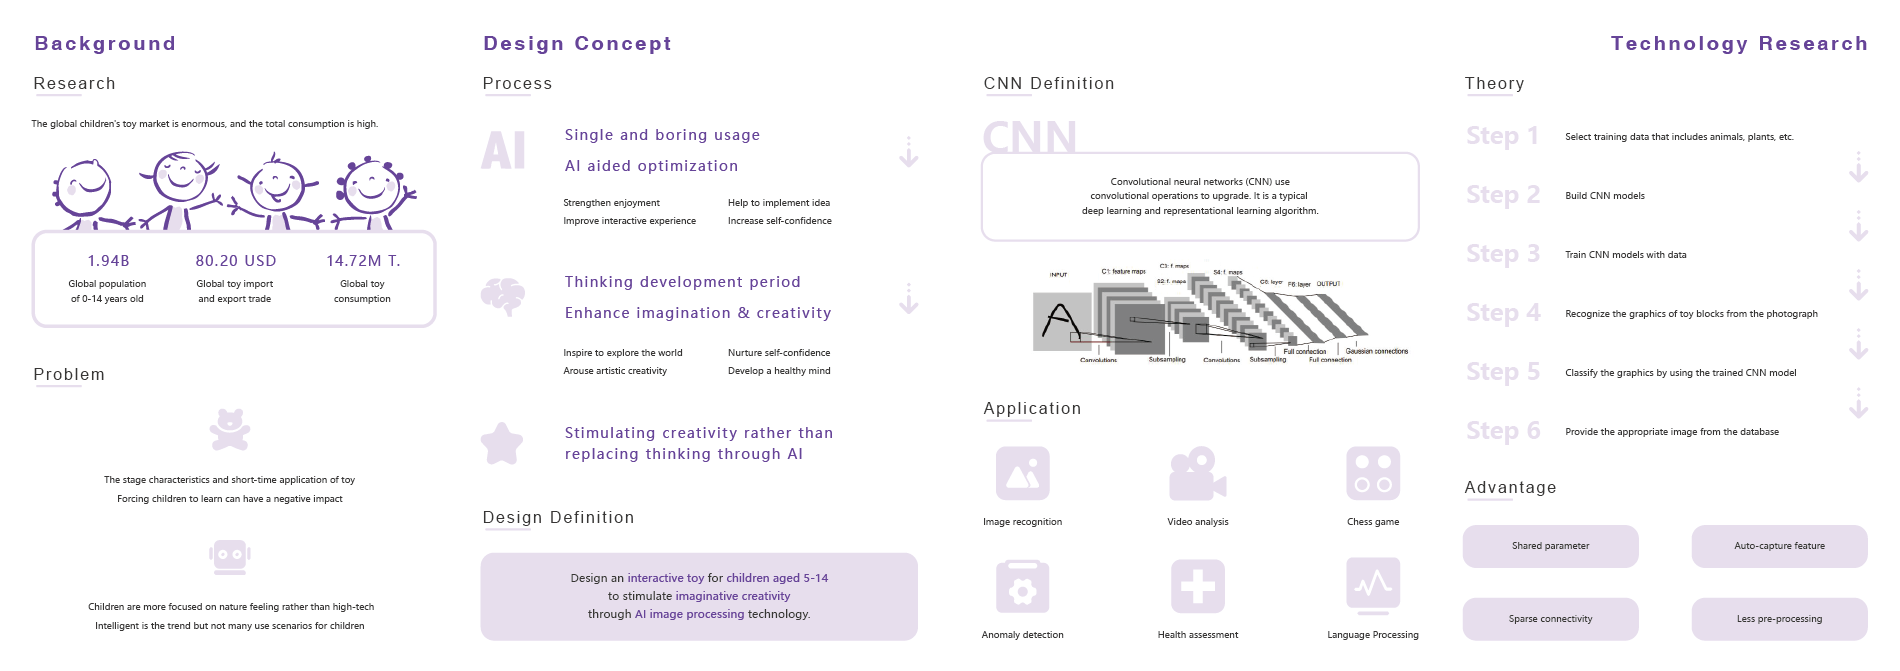 Background
Research
The global children's toy market is enormous, and the total consumption is high.
1.94B
Global population
of 0-14 years old
80.20 USD
Global toy import
and export trade
14.72M T.
Global toy
consumption
Problem
The stage characteristics and short-time application of toy
Forcing children to learn can have a negative impact
Children are more focused on nature feeling rather than high-tech
Intelligent is the trend but not many use scenarios for children
Design Concept
Process
AI
Single and boring usage
AI aided optimization
Strengthen enjoyment
Help to implement idea
Improve interactive experience
Increase self-confidence
Thinking development period
Enhance imagination & creativity
Inspire to explore the world
Nurture self-confidence
Arouse artistic creativity
Develop a healthy mind
Stimulating creativity rather than
replacing thinking through AI
Design Definition
Design an interactive toy for children aged 5-14
to stimulate imaginative creativity
through AI image processing technology.
Technology Research
CNN Definition
CNN
Convolutional neural networks (CNN) use
convolutional operations to upgrade. It is a typical
deep learning and representational learning algorithm.
INPUT
C1: feature maps
C3: f. maps
S2: f. maps
S4: f. maps
C5: layer
F6: layer
OUTPUT
A
Convolutions
Subsampling
Convolutions
Subsampling
Full connection
Full connection
Gaussian connections
Application
Image recognition
Video analysis
Chess game
Anomaly detection
Health assessment
Language Processing
Theory
Step 1
Select training data that includes animals, plants, etc.
Step 2
Build CNN models
Step 3
Train CNN models with data
Step 4
Recognize the graphics of toy blocks from the photograph
Step 5
Classify the graphics by using the trained CNN model
Step 6
Provide the appropriate image from the database
Advantage
Shared parameter
Auto-capture feature
Sparse connectivity
Less pre-processing